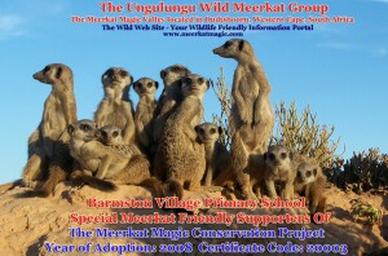 The Ungulungu Wild Meerkat Group
The Meerkat Magic Valley located in Oudtshoorn, Western Cape, South Africa
The Wild Web Site - Your Wildlife Friendly Information Portal
www.meerkatmagic.com
Barmston Village Primary School
Special Meerkat Friendly Supporters Of
The Meerkat Magic Conservation Project
Year of Adoption: 2008 Certificate Code: 20003